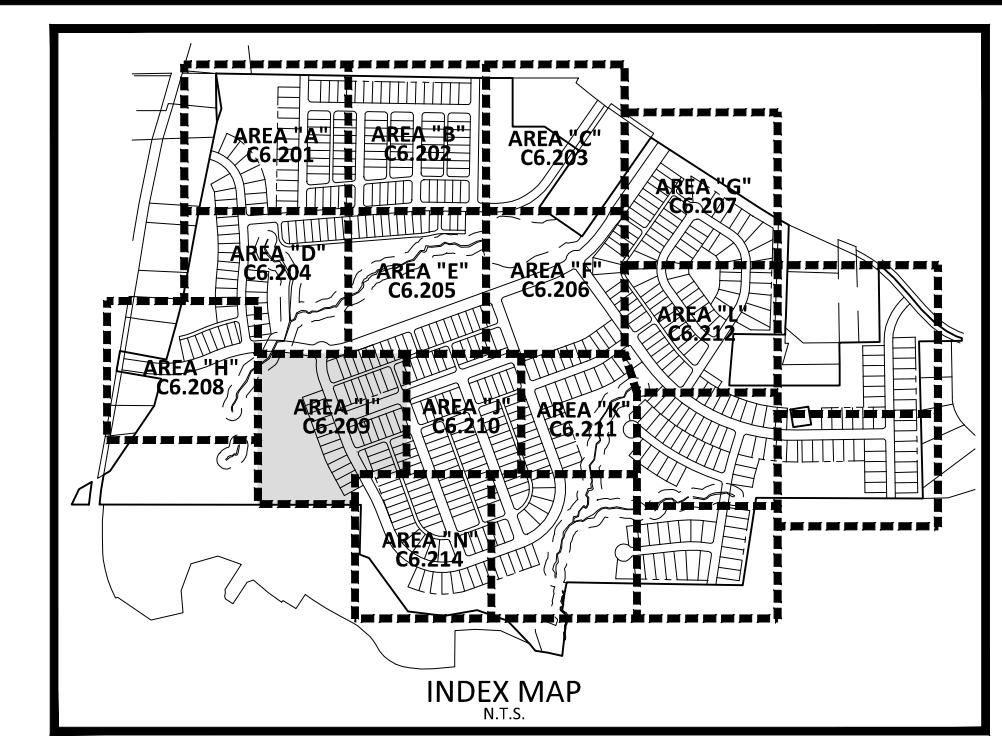 AREA "A"
C6.201
AREA "B"
C6.202
AREA "C"
C6.203
AREA "G"
C6.207
AREA "D"
C6.204
AREA "E"
C6.205
AREA "F"
C6.206
AREA "L"
C6.212
AREA "H"
C6.208
AREA "I"
C6.209
AREA "J"
C6.210
AREA "K"
C6.211
AREA "N"
C6.214
INDEX MAP
N.T.S.